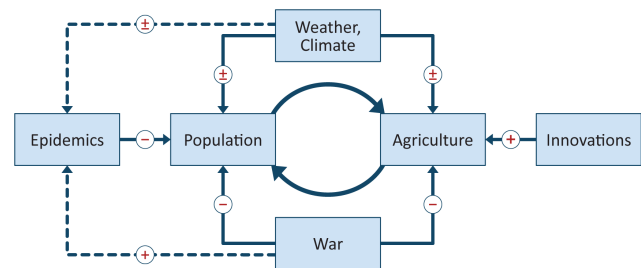 ±
Weather,
Climate
±
±
Epidemics
−
Population
Agriculture
+
Innovations
−
−
War
+